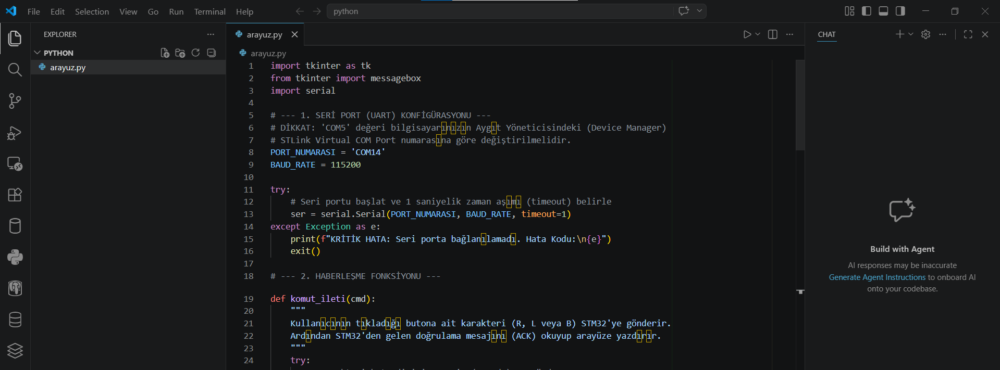 File Edit Selection View Go Run Terminal Help
python
EXPLORER
PYTHON
arayuz.py
arayuz.py
arayuz.py
1 import tkinter as tk
2 from tkinter import messagebox
3 import serial
4
5 # --- 1. SERİ PORT (UART) KONFİGÜRASYONU ---
6 # DİKKAT: 'COM5' değeri bilgisayarınızın Aygıt Yöneticisindeki (Device Manager)
7 # STLink Virtual COM Port numarasına göre değiştirilmelidir.
8 PORT_NUMARASI = 'COM14'
9 BAUD_RATE = 115200
10
11 try:
12 # Seri portu başlat ve 1 saniyelik zaman aşımı (timeout) belirle
13 ser = serial.Serial(PORT_NUMARASI, BAUD_RATE, timeout=1)
14 except Exception as e:
15 print(f"KRİTİK HATA: Seri porta bağlanılamadı. Hata Kodu:\n{e}")
16 exit()
17
18 # --- 2. HABERLEŞME FONKSİYONU ---
19 def komut_ileti(cmd):
20 """
21 Kullanıcının tıkladığı butona ait karakteri (R, L veya B) STM32'ye gönderir.
22 Ardından STM32'den gelen doğrulama mesajını (ACK) okuyup arayüze yazdırır.
23 """
24 try:
CHAT
Build with Agent
AI responses may be inaccurate
Generate Agent Instructions to onboard AI
onto your codebase.